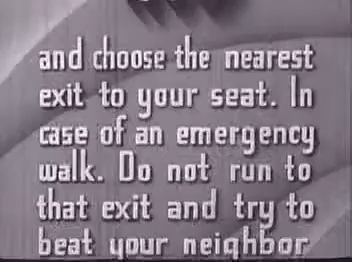 and choose the nearest
exit to your seat. In
case of an emergency
walk. Do not run to
that exit and try to
beat your neighbor